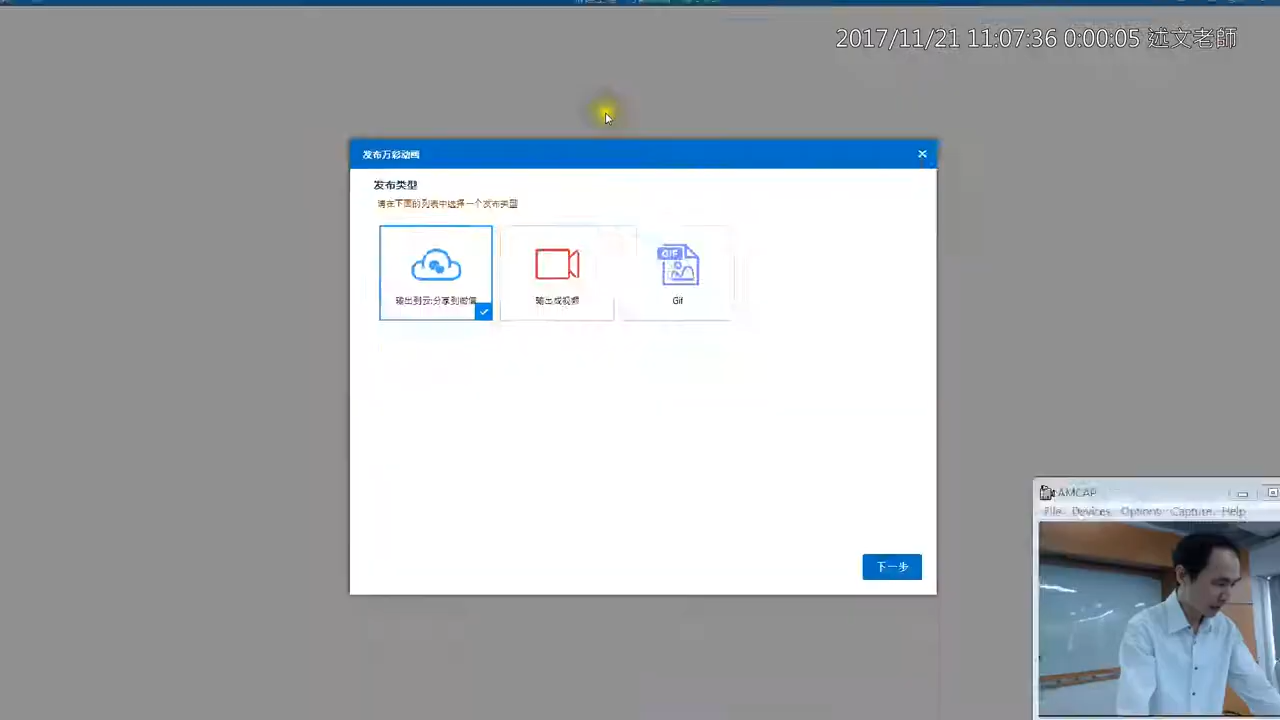 2017/11/21 11:07:36 0:00:05 述文老師
发布万彩动画
发布类型
请在下面的列表中选择一个发布类型
输出到云:分享到微信
输出成视频
GIF
Gif
下一步
AMCAP
File Devices Options Capture Help